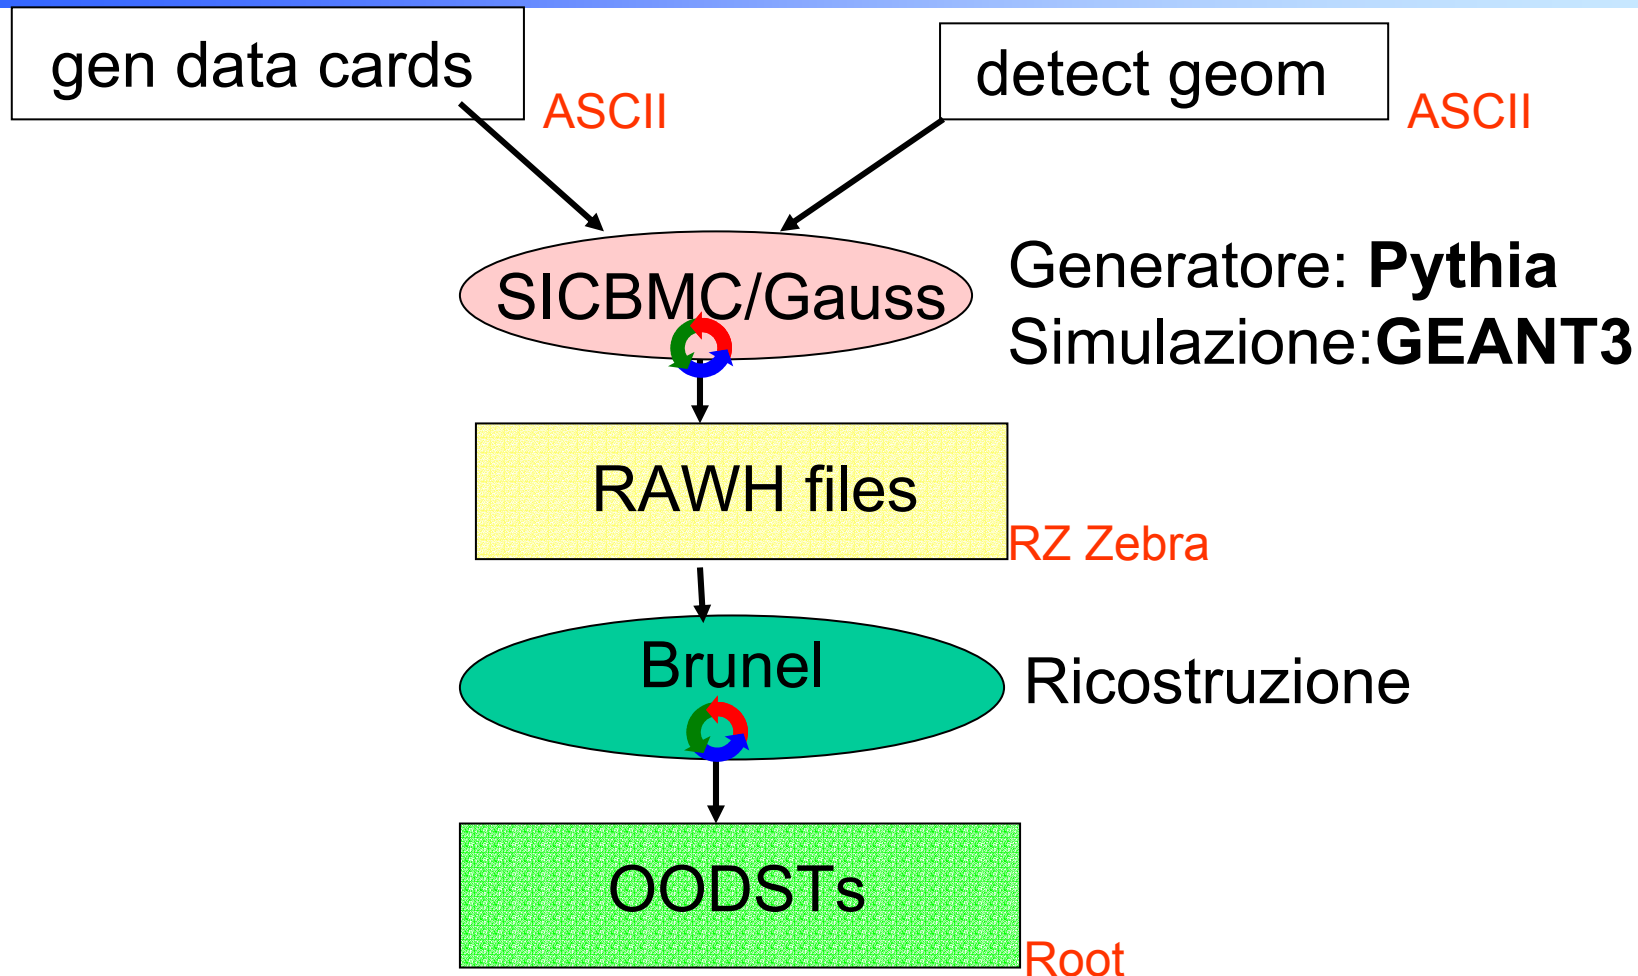 gen data cards
ASCII
detect geom
ASCII
SICBMC/Gauss
Generatore: Pythia
Simulazione:GEANT3
RAWH files
RZ Zebra
Brunel
Ricostruzione
OODSTs
Root